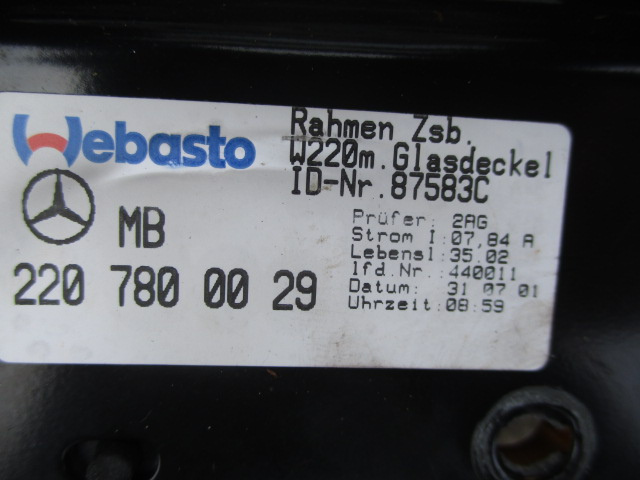 Webasto
Rahmen Zsb.
W220m.Glasdeckel
ID-Nr.87583C
MB
220 780 00 29
Prüfer: 2AG
Strom I:07,84 A
Lebensl:35.02
lfd.Nr.:440011
Datum: 31 07 01
Uhrzeit:08:59